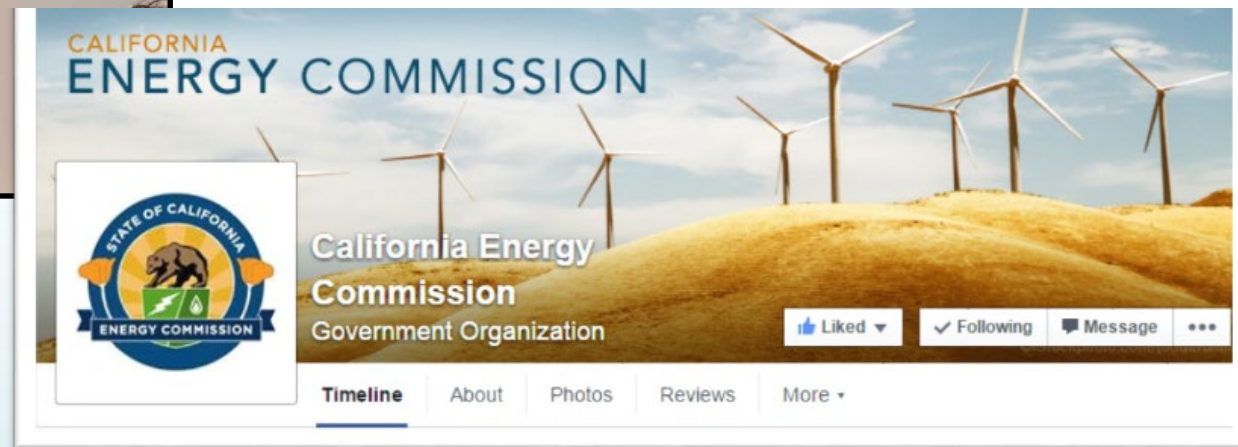 CALIFORNIA
ENERGY COMMISSION
STATE OF CALIFORNIA
ENERGY COMMISSION
California Energy
Commission
Government Organization
Liked
Following
Message
Timeline
About
Photos
Reviews
More